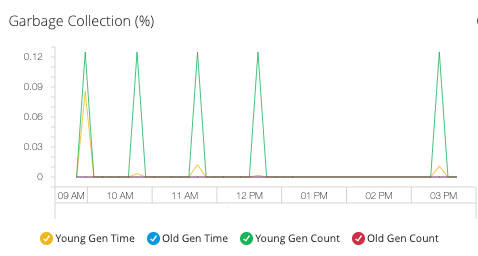 Garbage Collection (%)
0.12
0.09
0.06
0.03
0
09 AM 10 AM 11 AM 12 PM 01 PM 02 PM 03 PM
Young Gen Time Old Gen Time Young Gen Count Old Gen Count